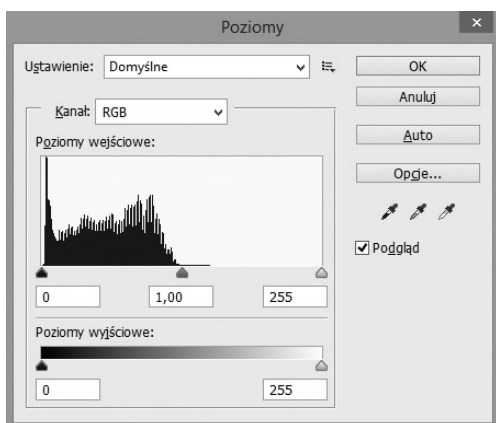 Poziomy
Ustawienie: Domyślne
OK
Anuluj
Auto
Opcje...
Podgląd
Kanał: RGB
Poziomy wejściowe:
0 1,00 255
Poziomy wyjściowe:
0 255